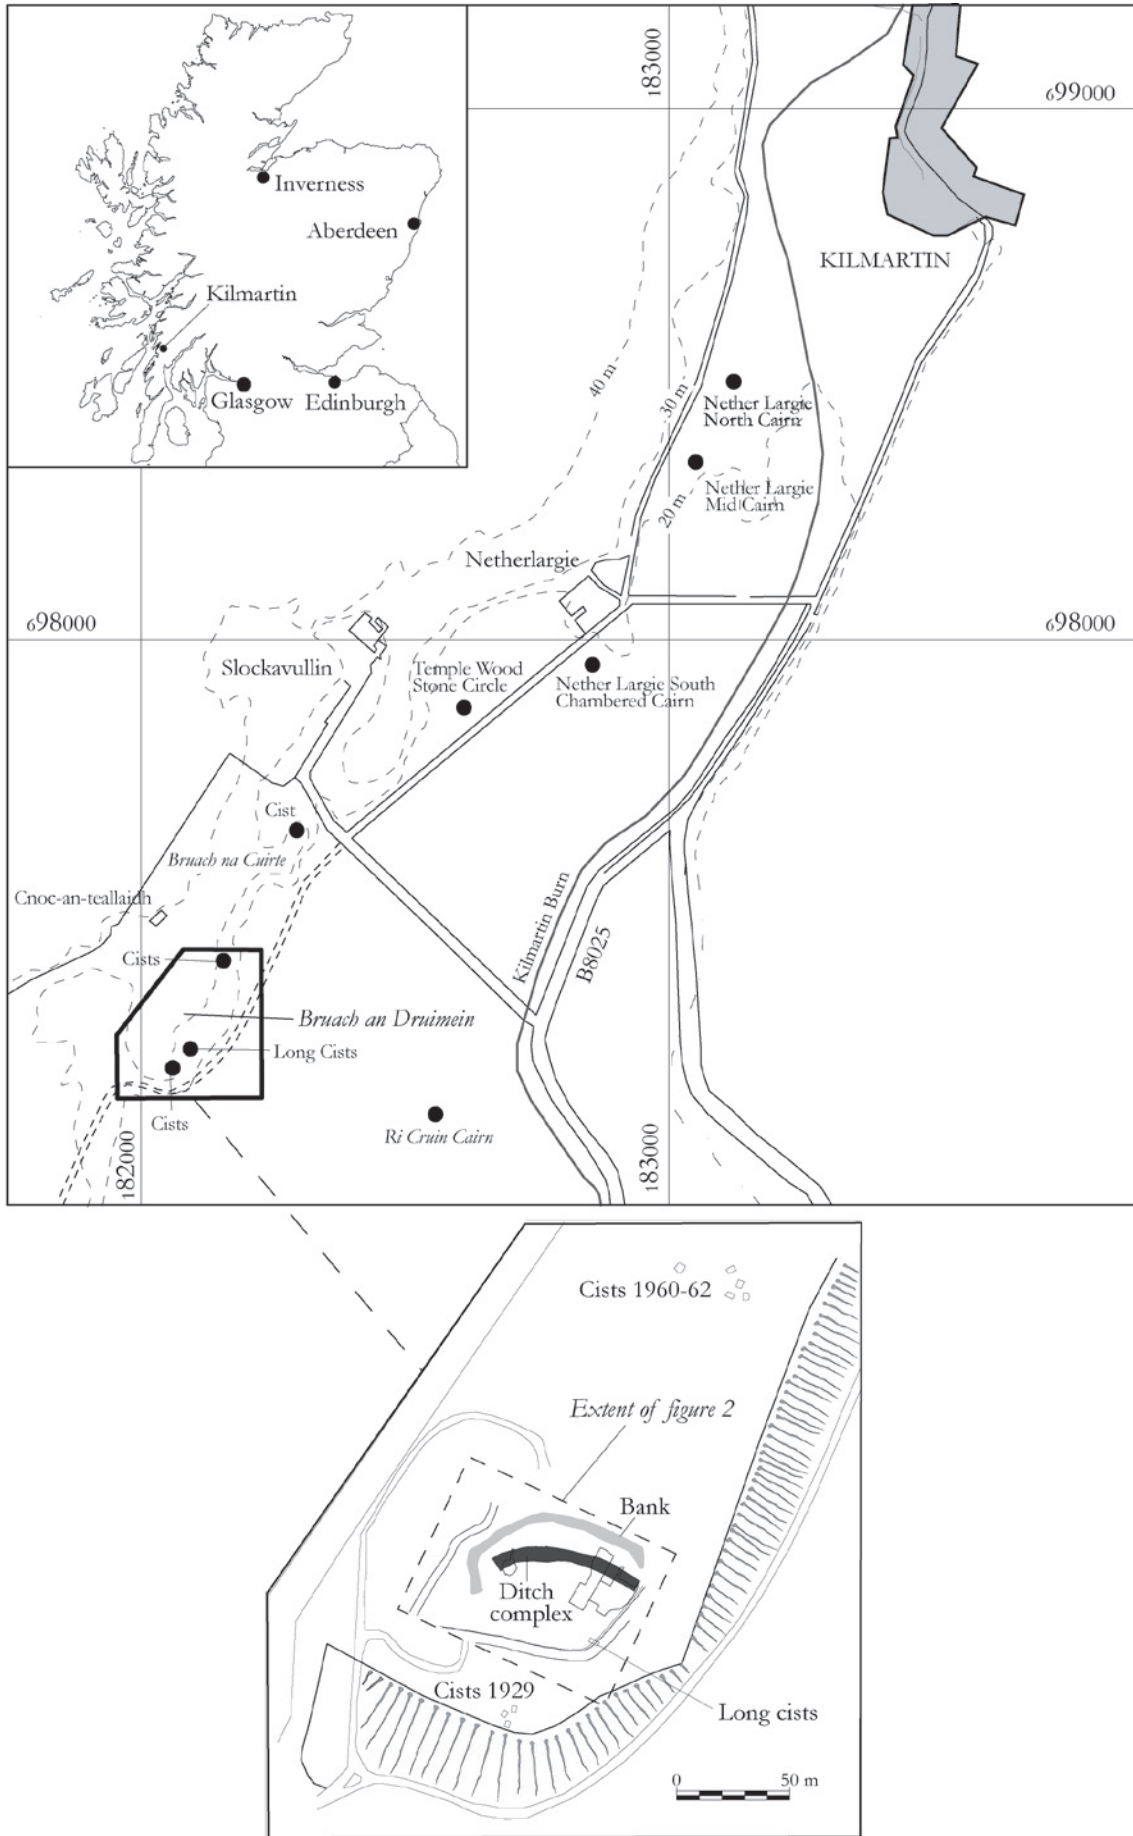 183000
699000
Inverness
Aberdeen
Kilmartin
Glasgow
Edinburgh
KILMARTIN
40 m
30 m
Nether Largie
North Cairn
Nether Largie
Mid Cairn
20 m
Netherlargie
698000
698000
Slockavullin
Temple Wood
Stone Circle
Nether Largie South
Chambered Cairn
Cist
Bruach na Cuirte
Cnoc-an-teallaidh
Kilmartin Burn
B8025
Cists
Bruach an Druimein
Long Cists
Cists
Ri Cruin Cairn
182000
183000
Cists 1960-62
Extent of figure 2
Bank
Ditch
complex
Cists 1929
Long cists
0 50 m